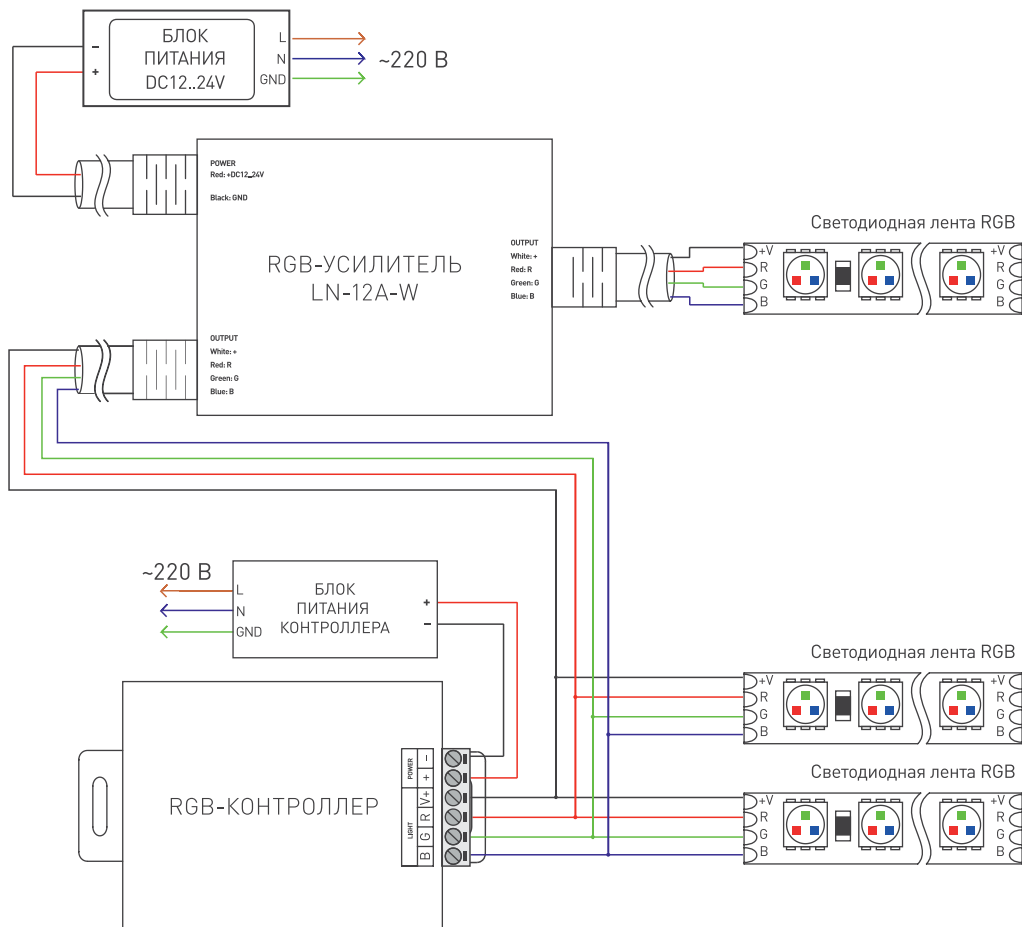 БЛОК
ПИТАНИЯ
DC12..24V
−
+
L
N
GND
~220 В
POWER
Red: +DC12..24V
Black: GND
RGB-УСИЛИТЕЛЬ
LN-12A-W
OUTPUT
White: +
Red: R
Green: G
Blue: B
OUTPUT
White: +
Red: R
Green: G
Blue: B
Светодиодная лента RGB
+V
R
G
B
+V
R
G
B
~220 В
L
N
GND
БЛОК
ПИТАНИЯ
КОНТРОЛЛЕРА
+
−
RGB-КОНТРОЛЛЕР
POWER
−
+
LIGHT
V+
R
G
B
Светодиодная лента RGB
+V
R
G
B
+V
R
G
B
Светодиодная лента RGB
+V
R
G
B
+V
R
G
B